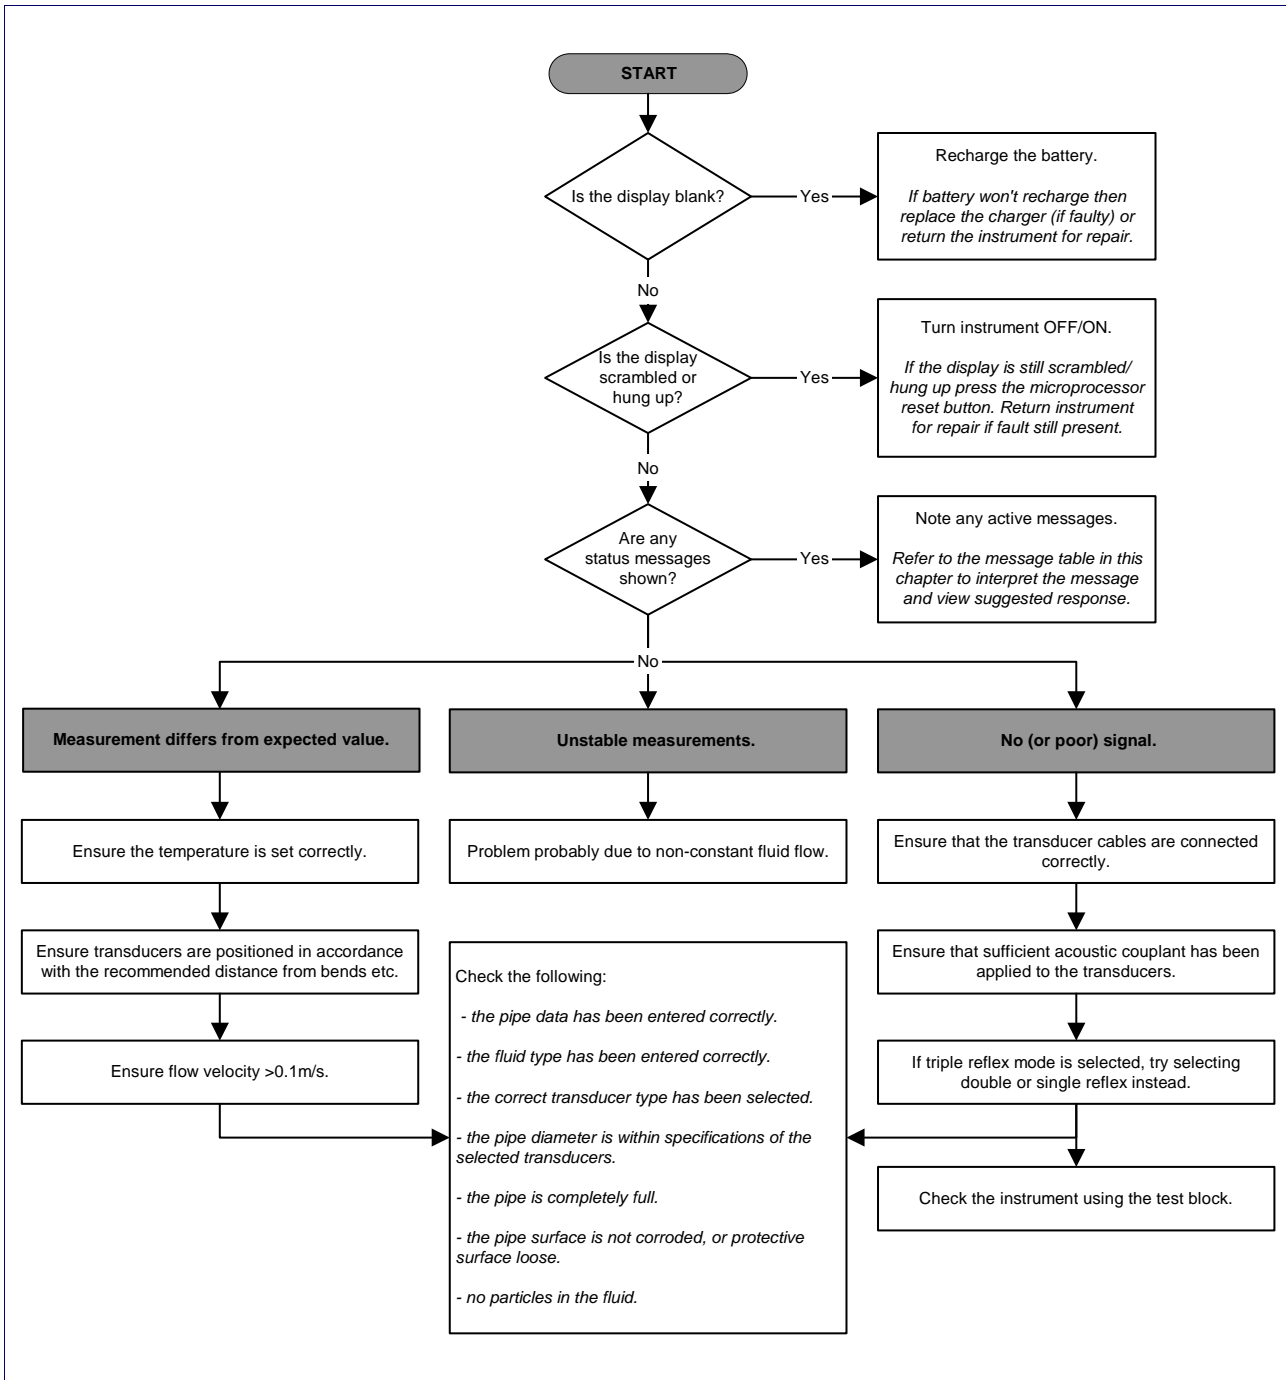 START
Is the display blank?
Yes
Recharge the battery.
If battery won't recharge then
replace the charger (if faulty) or
return the instrument for repair.
No
Is the display
scrambled or
hung up?
Yes
Turn instrument OFF/ON.
If the display is still scrambled/
hung up press the microprocessor
reset button. Return instrument
for repair if fault still present.
No
Are any
status messages
shown?
Yes
Note any active messages.
Refer to the message table in this
chapter to interpret the message
and view suggested response.
No
Measurement differs from expected value.
Ensure the temperature is set correctly.
Ensure transducers are positioned in accordance
with the recommended distance from bends etc.
Ensure flow velocity >0.1m/s.
Unstable measurements.
Problem probably due to non-constant fluid flow.
Check the following:
- the pipe data has been entered correctly.
- the fluid type has been entered correctly.
- the correct transducer type has been selected.
- the pipe diameter is within specifications of the
selected transducers.
- the pipe is completely full.
- the pipe surface is not corroded, or protective
surface loose.
- no particles in the fluid.
No (or poor) signal.
Ensure that the transducer cables are connected
correctly.
Ensure that sufficient acoustic couplant has been
applied to the transducers.
If triple reflex mode is selected, try selecting
double or single reflex instead.
Check the instrument using the test block.